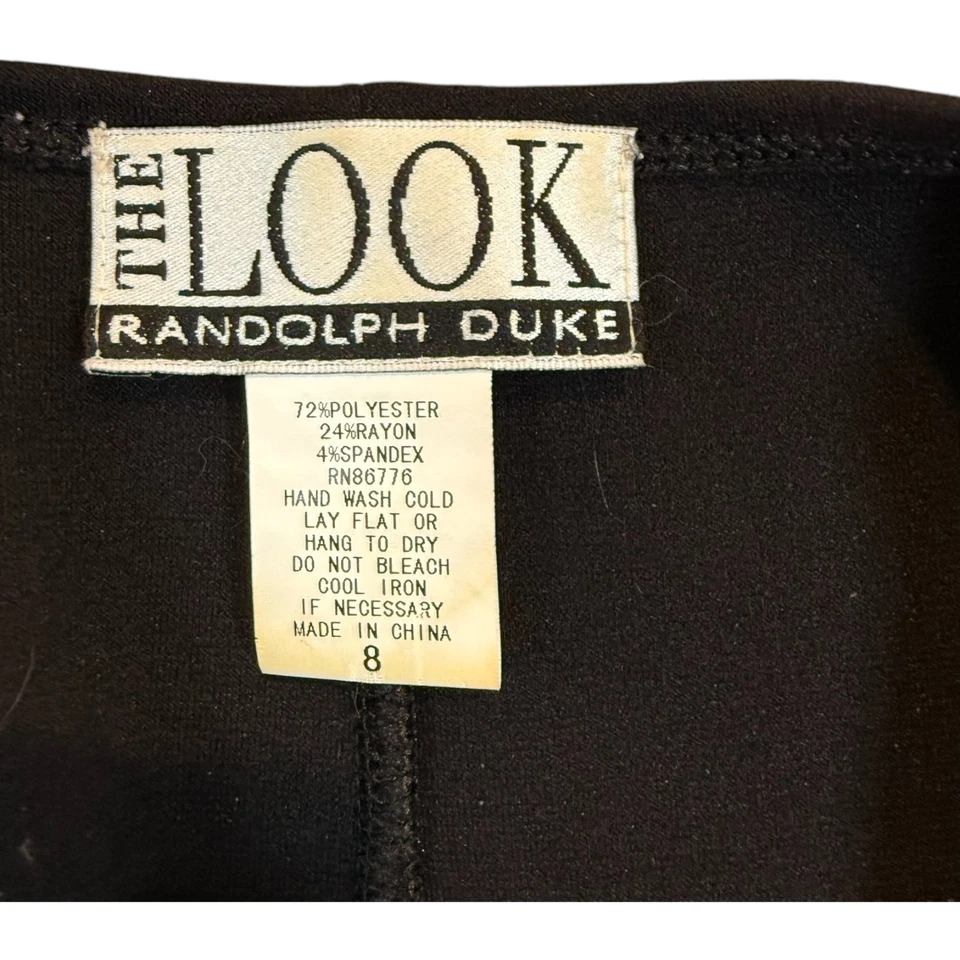 THE LOOK
RANDOLPH DUKE
72%POLYESTER
24%RAYON
4%SPANDEX
RN86776
HAND WASH COLD
LAY FLAT OR
HANG TO DRY
DO NOT BLEACH
COOL IRON
IF NECESSARY
MADE IN CHINA
8